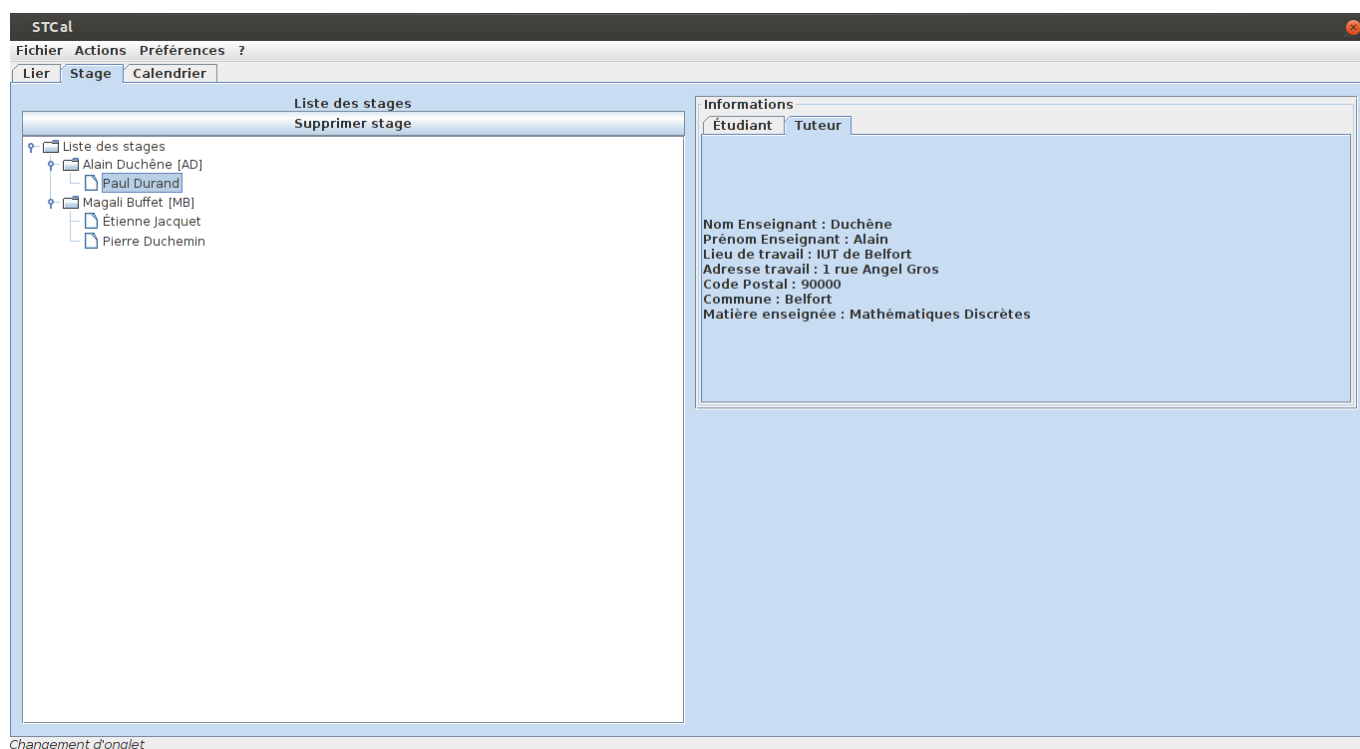 STCal
Fichier Actions Préférences ?
Lier Stage Calendrier
Liste des stages
Supprimer stage
Liste des stages
Alain Duchêne [AD]
Paul Durand
Magali Buffet [MB]
Étienne Jacquet
Pierre Duchemin
Informations
Étudiant Tuteur
Nom Enseignant : Duchêne
Prénom Enseignant : Alain
Lieu de travail : IUT de Belfort
Adresse travail : 1 rue Angel Gros
Code Postal : 90000
Commune : Belfort
Matière enseignée : Mathématiques Discrètes
Changement d'onglet